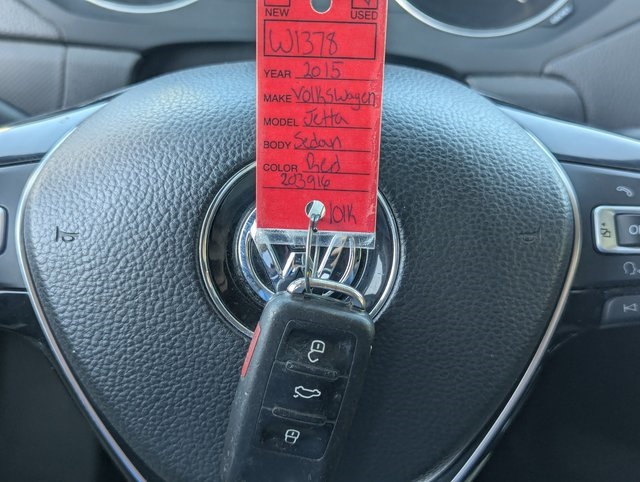 NEW USED
W1378
YEAR 2015
MAKE Volkswagen
MODEL Jetta
BODY Sedan
COLOR Red
203916
101K